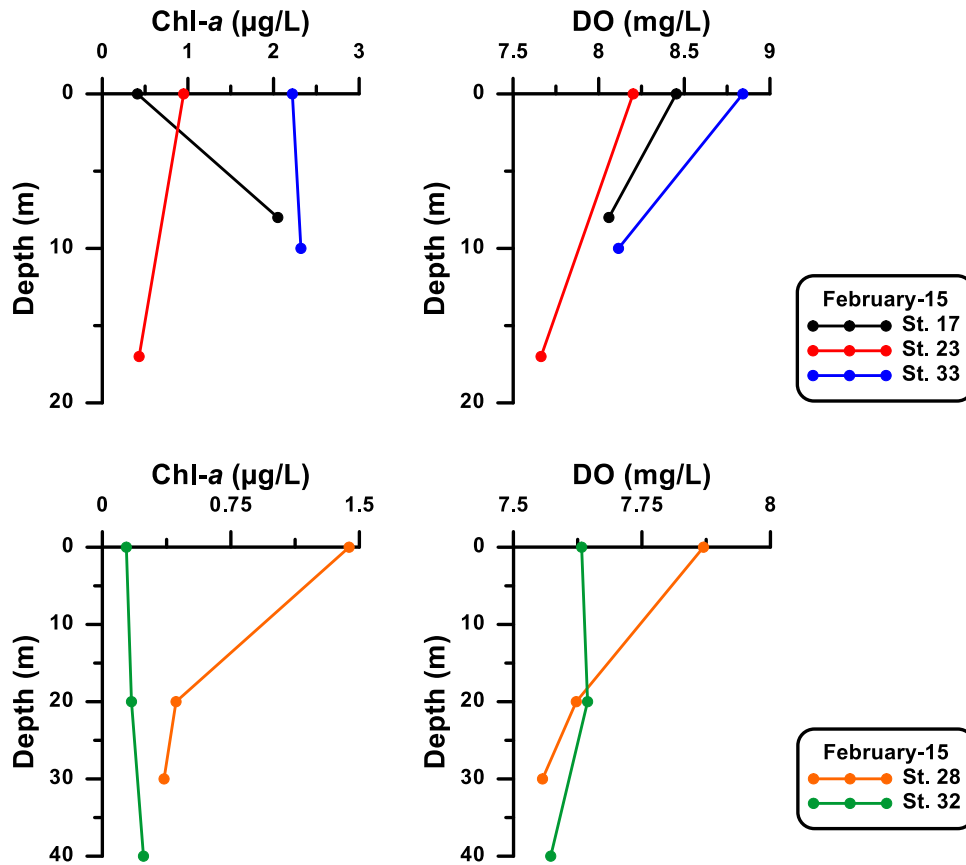 Chl-a (µg/L)
0 1 2 3
DO (mg/L)
7.5 8 8.5 9
Depth (m)
0
10
20
Depth (m)
0
10
20
February-15
St. 17
St. 23
St. 33
Chl-a (µg/L)
0 0.75 1.5
DO (mg/L)
7.5 7.75 8
Depth (m)
0
10
20
30
40
Depth (m)
0
10
20
30
40
February-15
St. 28
St. 32